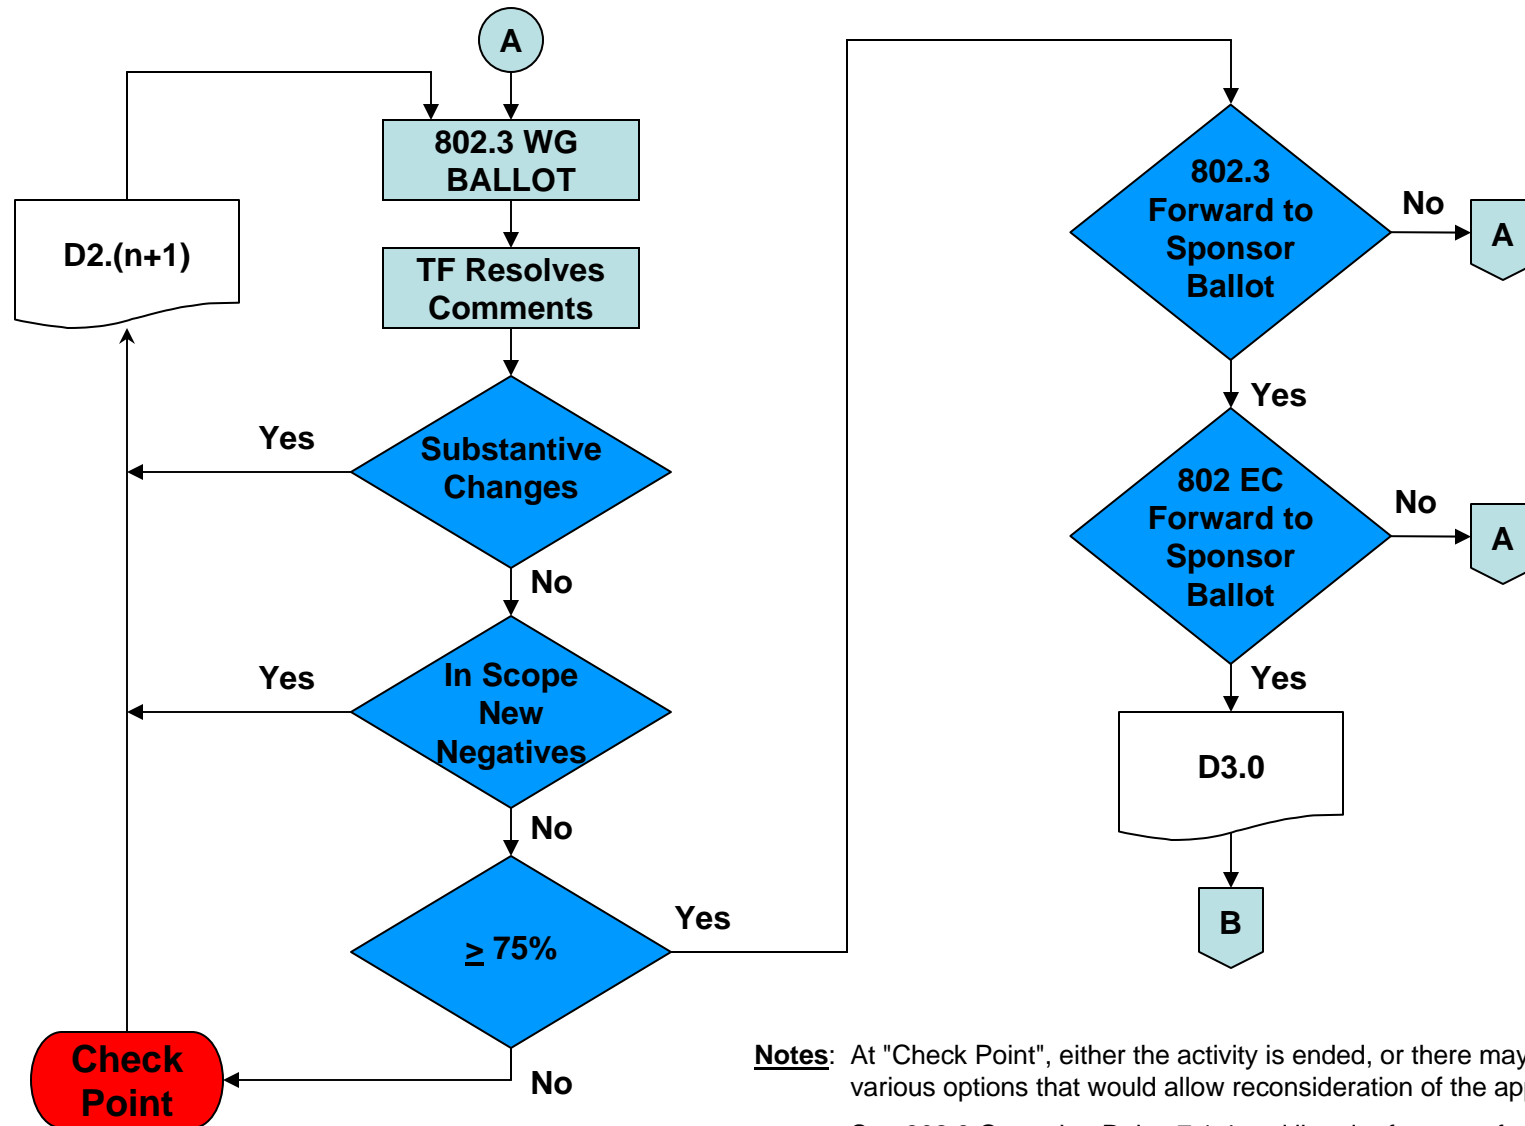 A
802.3 WG
BALLOT
D2.(n+1)
TF Resolves
Comments
Yes
Substantive
Changes
No
Yes
In Scope
New
Negatives
No
≥ 75%
Yes
No
Check
Point
802.3
Forward to
Sponsor
Ballot
No
A
Yes
802 EC
Forward to
Sponsor
Ballot
No
A
Yes
D3.0
B
Notes: At "Check Point", either the activity is ended, or there may
various options that would allow reconsideration of the